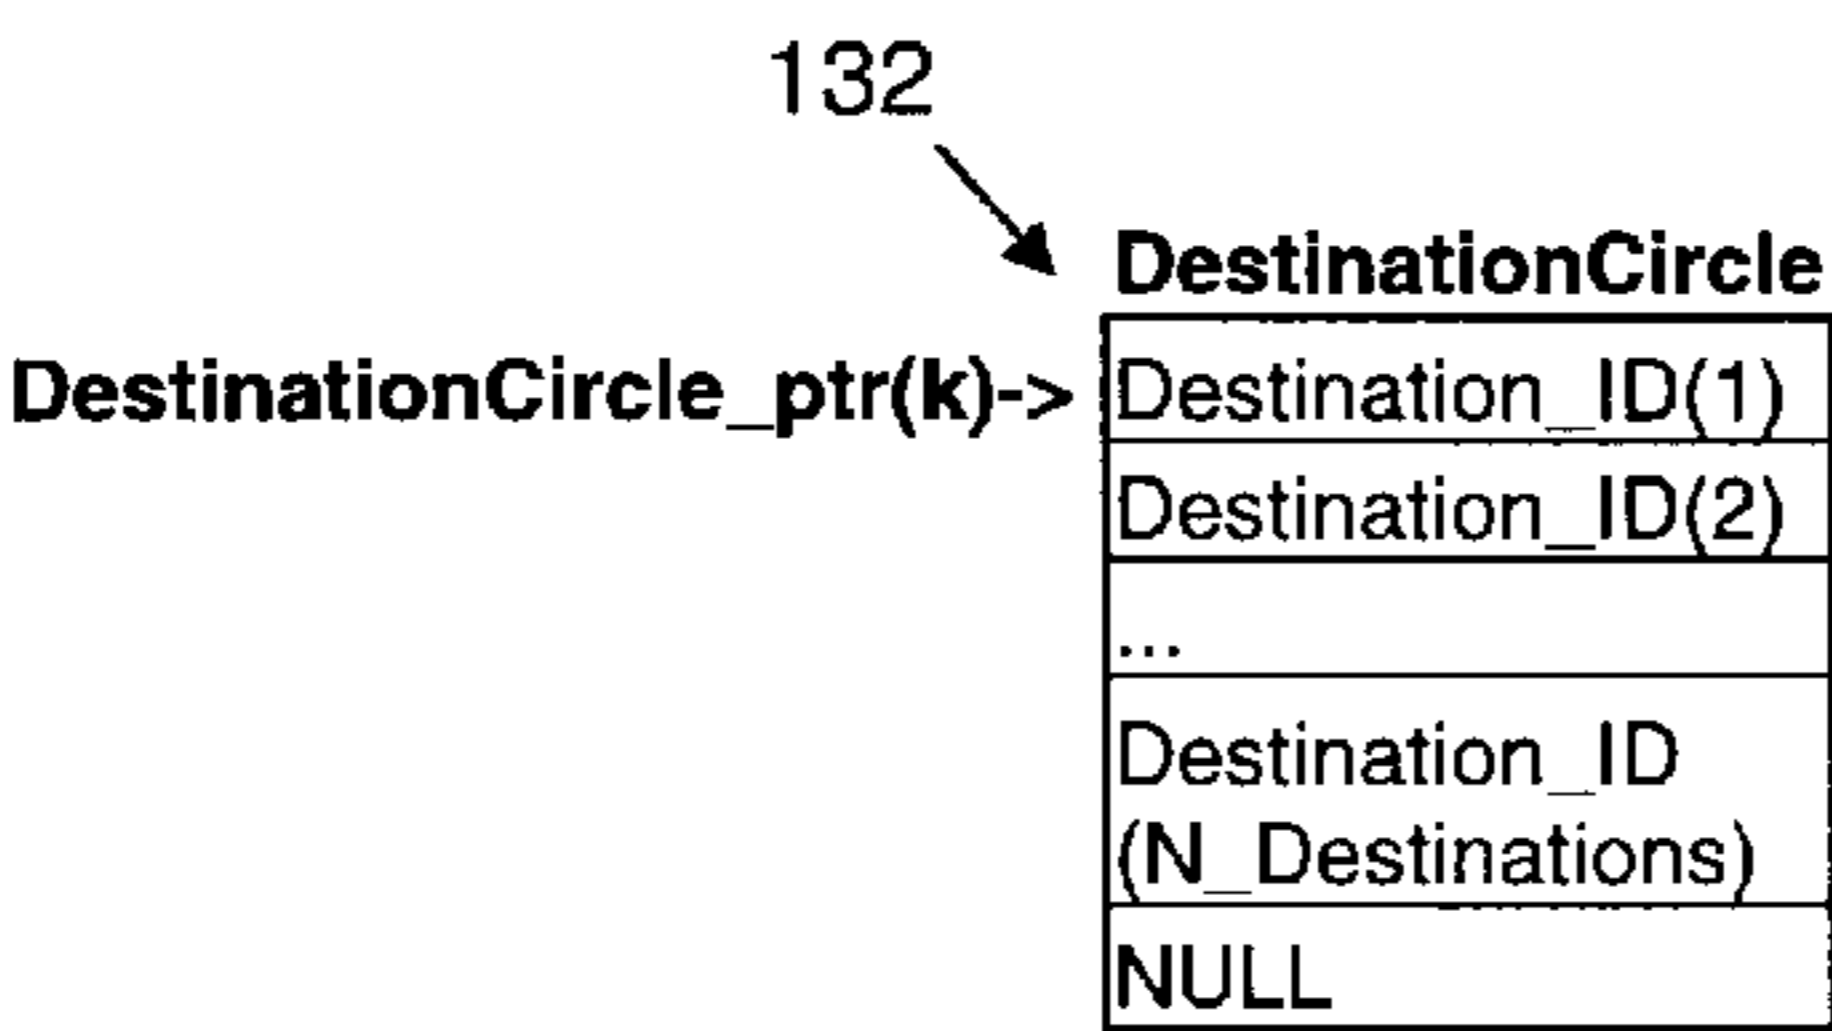 132
DestinationCircle
DestinationCircle_ptr(k)->
Destination_ID(1)
Destination_ID(2)
...
Destination_ID
(N_Destinations)
NULL